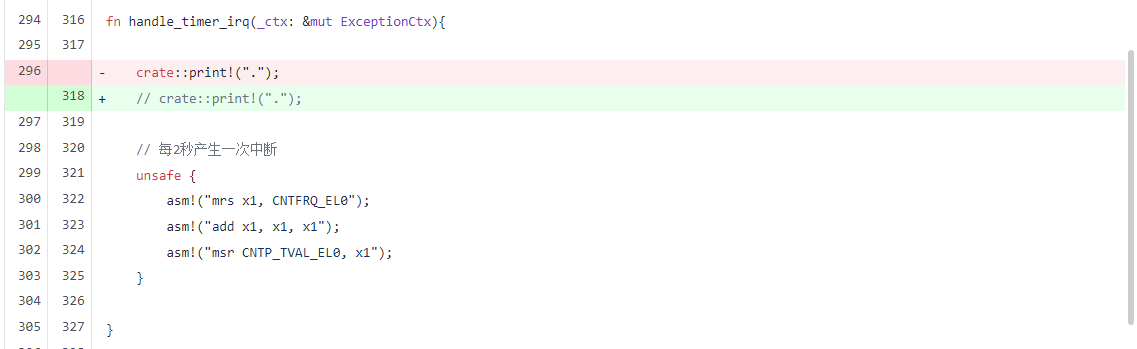 294 316 fn handle_timer_irq(_ctx: &mut ExceptionCtx){
295 317
296 - crate::print!(".");
318 + // crate::print!(".");
297 319
298 320 // 每2秒产生一次中断
299 321 unsafe {
300 322 asm!("mrs x1, CNTFRQ_EL0");
301 323 asm!("add x1, x1, x1");
302 324 asm!("msr CNTP_TVAL_EL0, x1");
303 325 }
304 326
305 327 }